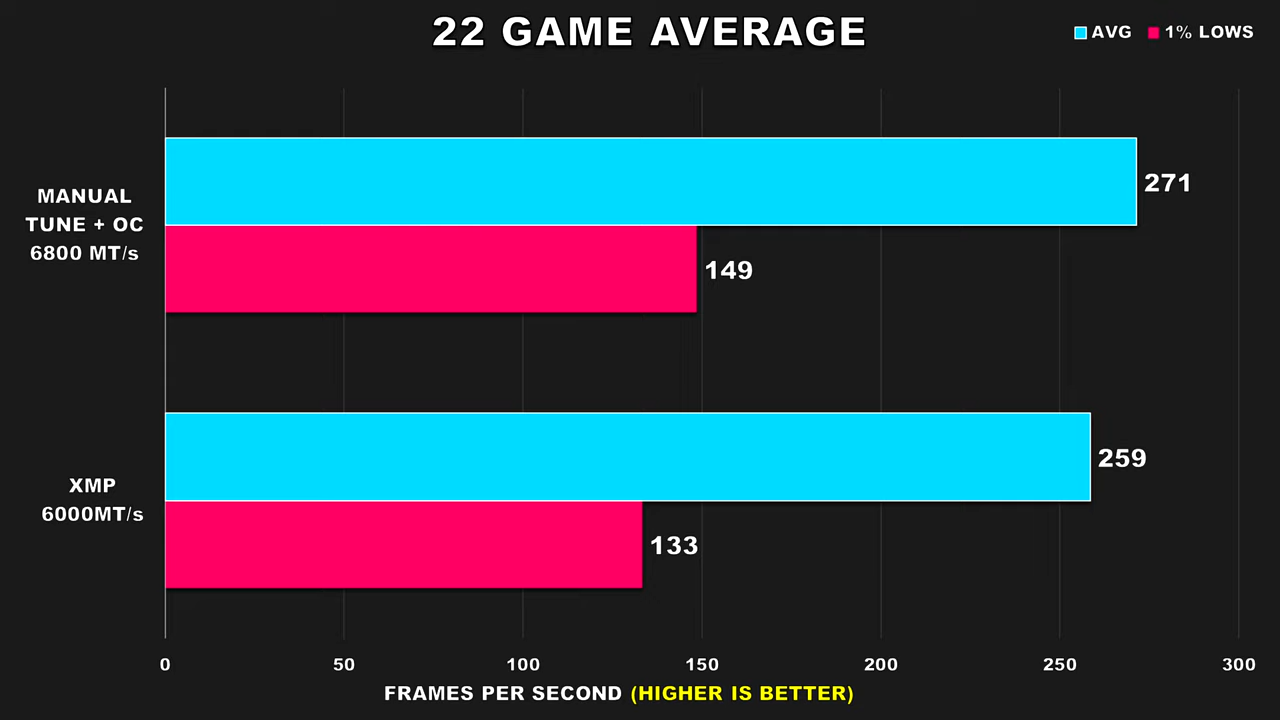 22 GAME AVERAGE
AVG 1% LOWS
MANUAL
TUNE + OC
6800 MT/s
271
149
XMP
6000MT/s
259
133
0 50 100 150 200 250 300
FRAMES PER SECOND (HIGHER IS BETTER)